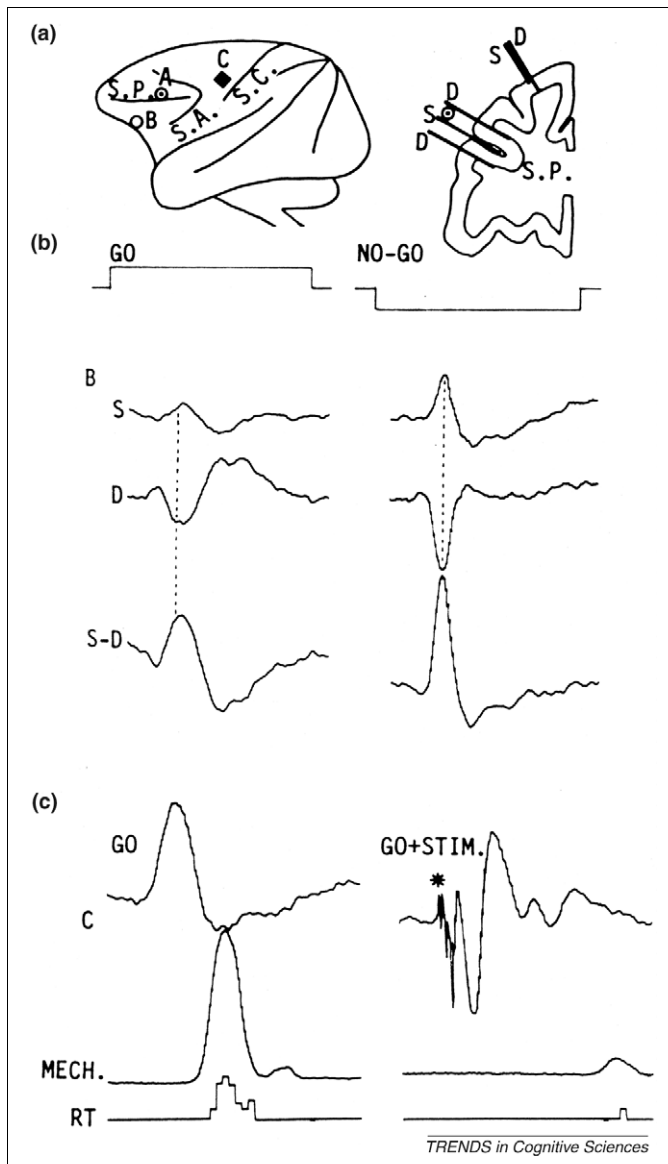 (a)
S.P. A C S.C.
B S.A.
S D
D
S
D
S.P.
(b)
GO NO-GO
B
S
D
S-D
(c)
GO GO+STIM.
*
C
MECH.
RT
TRENDS in Cognitive Sciences